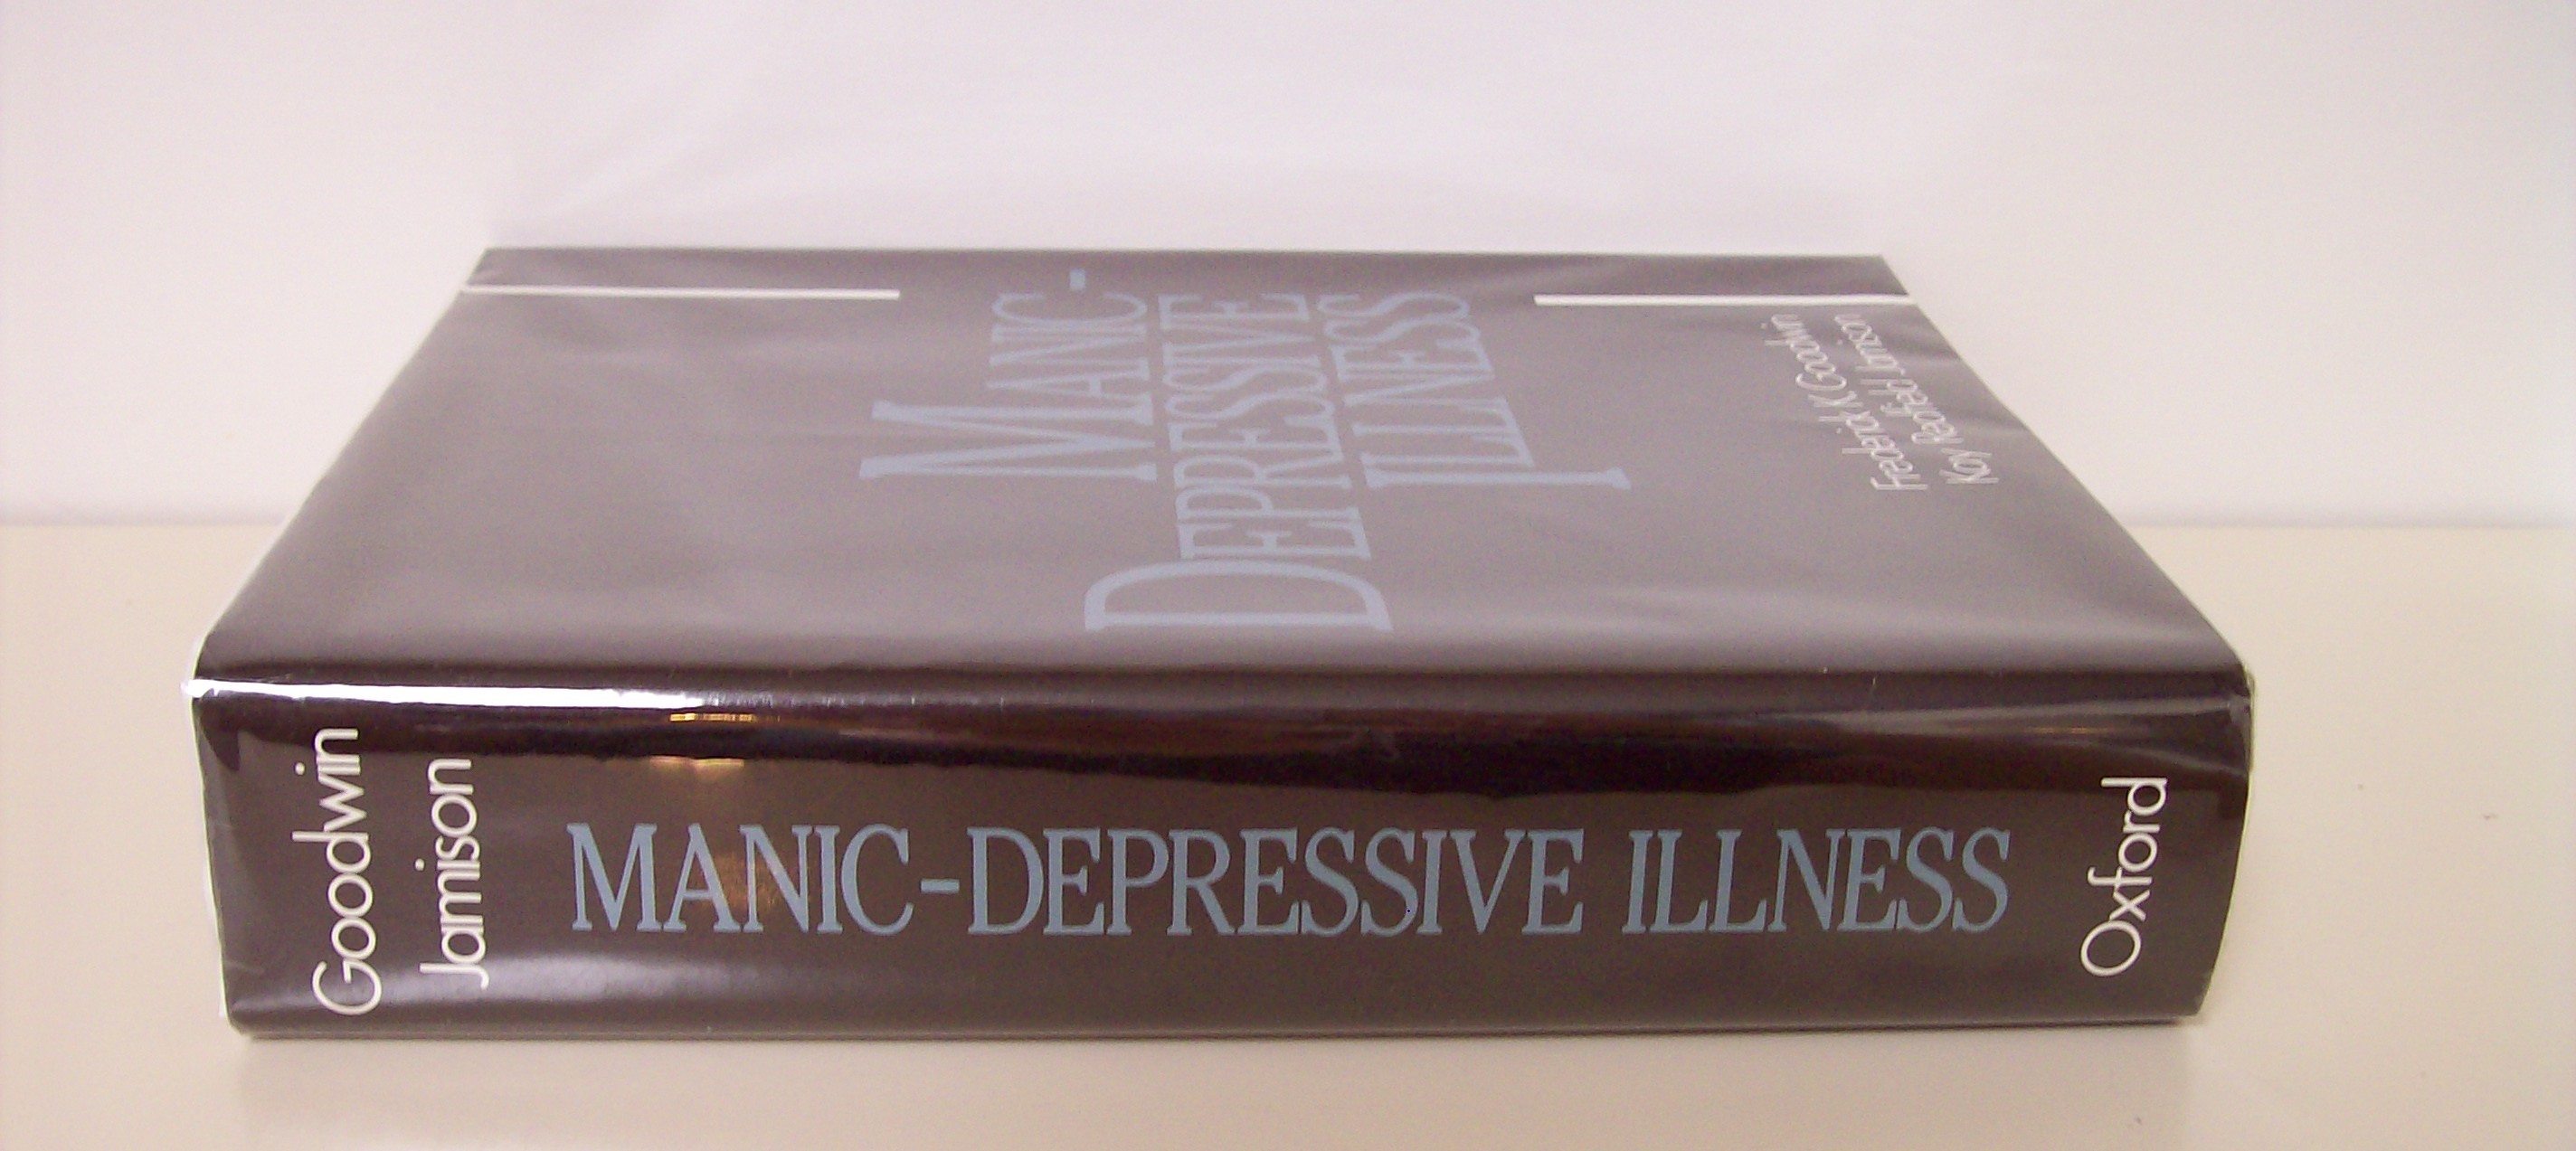 MANIC-
DEPRESSIVE
ILLNESS
Frederick K. Goodwin
Kay Redfield Jamison
Goodwin
Jamison
MANIC-DEPRESSIVE ILLNESS
Oxford